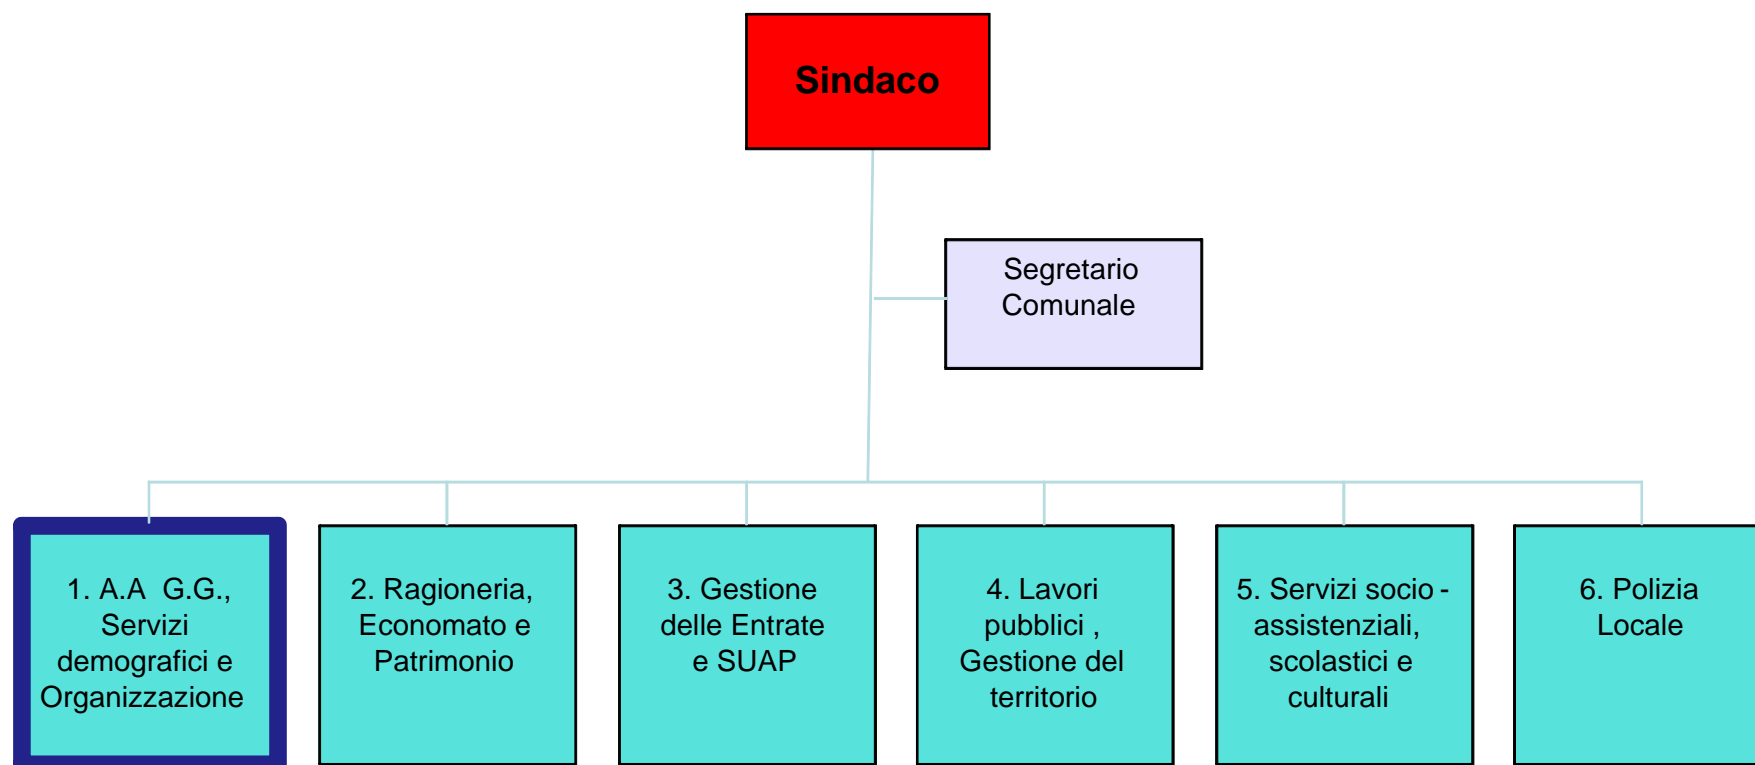 Sindaco
Segretario
Comunale
1. A.A  G.G.,
Servizi
demografici e
Organizzazione
2. Ragioneria,
Economato e
Patrimonio
3. Gestione
delle Entrate
e SUAP
4. Lavori
pubblici ,
Gestione del
territorio
5. Servizi socio -
assistenziali,
scolastici e
culturali
6. Polizia
Locale